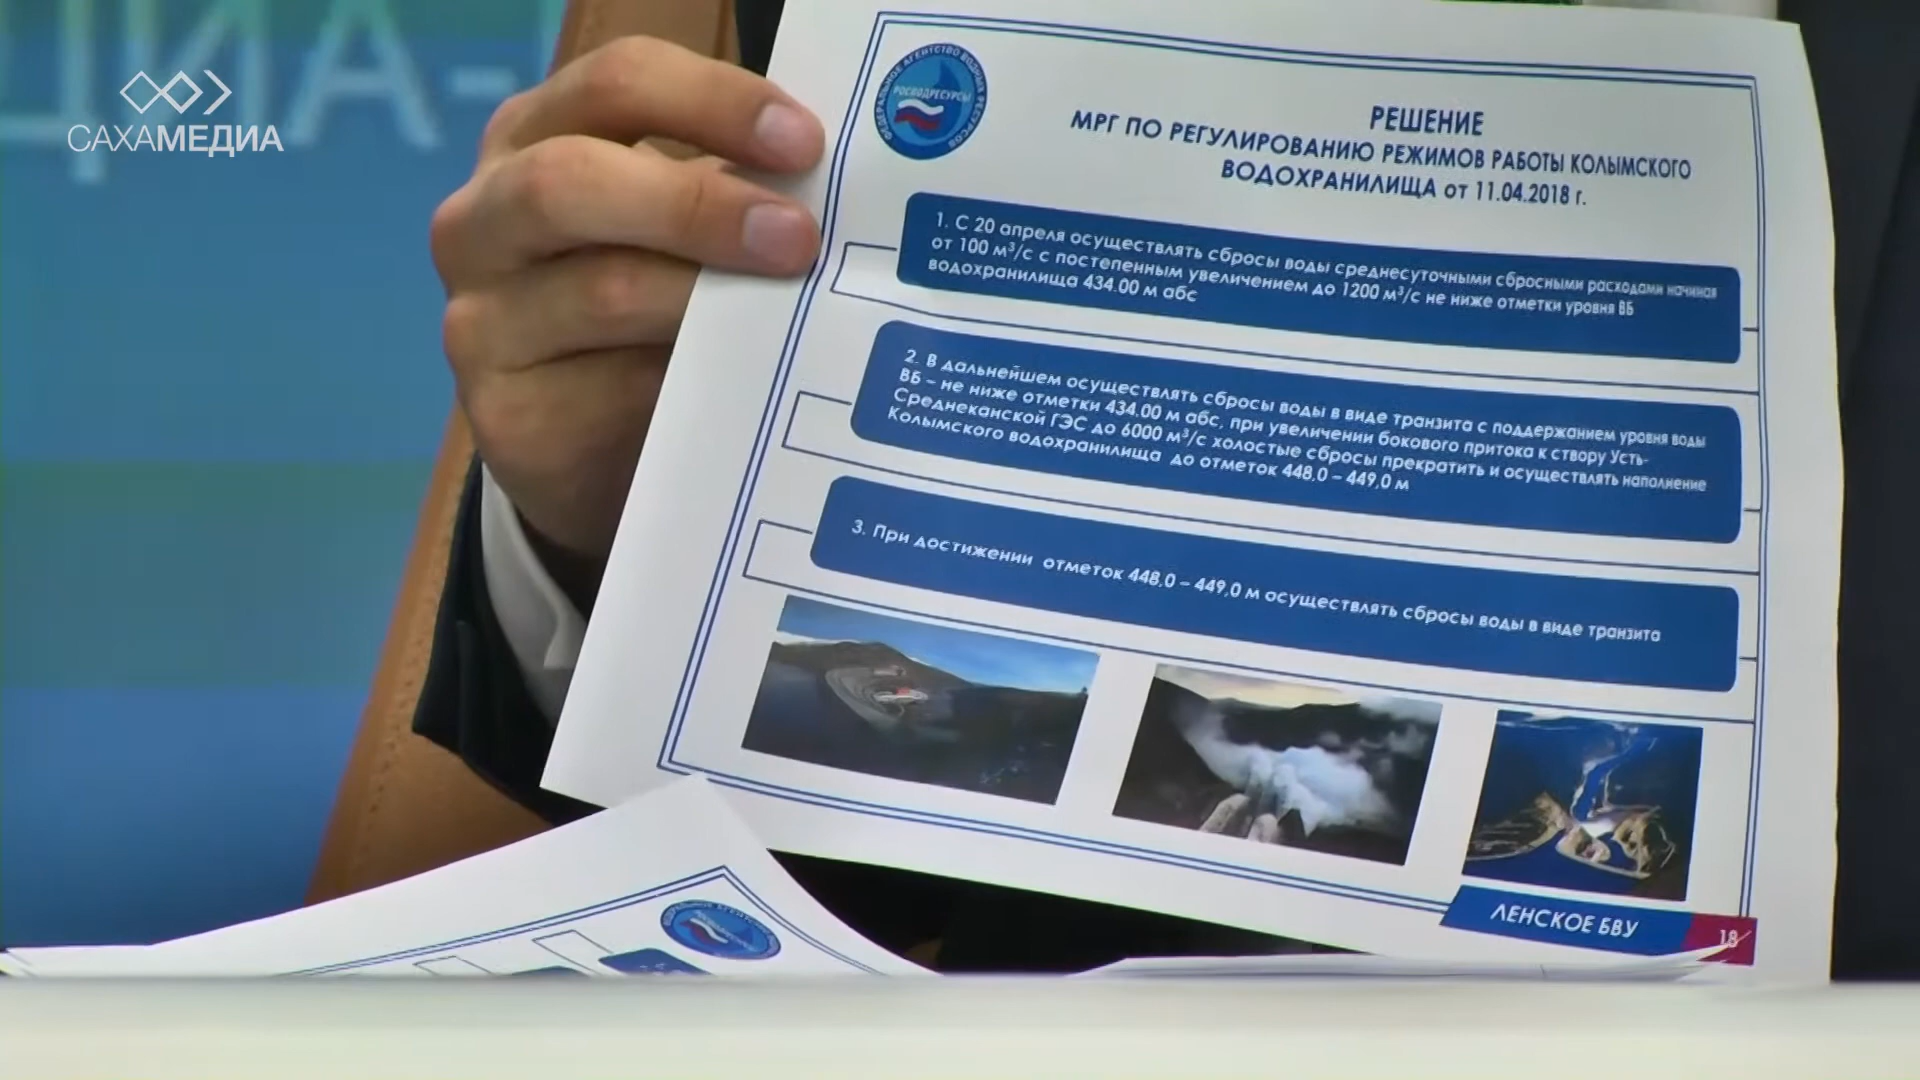 ЦИА-
САХАМЕДИА
ФЕДЕРАЛЬНОЕ АГЕНТСТВО ВОДНЫХ РЕСУРСОВ
РОСВОДРЕСУРСЫ
РЕШЕНИЕ
МРГ ПО РЕГУЛИРОВАНИЮ РЕЖИМОВ РАБОТЫ КОЛЫМСКОГО
ВОДОХРАНИЛИЩА от 11.04.2018 г.
1. С 20 апреля осуществлять сбросы воды среднесуточными сбросными расходами начиная
от 100 м³/с с постепенным увеличением до 1200 м³/с не ниже отметки уровня ВБ
водохранилища 434.00 м абс
2. В дальнейшем осуществлять сбросы воды в виде транзита с поддержанием уровня воды
ВБ – не ниже отметки 434.00 м абс, при увеличении бокового притока к створу Усть-
Среднеканской ГЭС до 6000 м³/с холостые сбросы прекратить и осуществлять наполнение
Колымского водохранилища до отметок 448,0 – 449,0 м
3. При достижении отметок 448,0 – 449,0 м осуществлять сбросы воды в виде транзита
ЛЕНСКОЕ БВУ
18